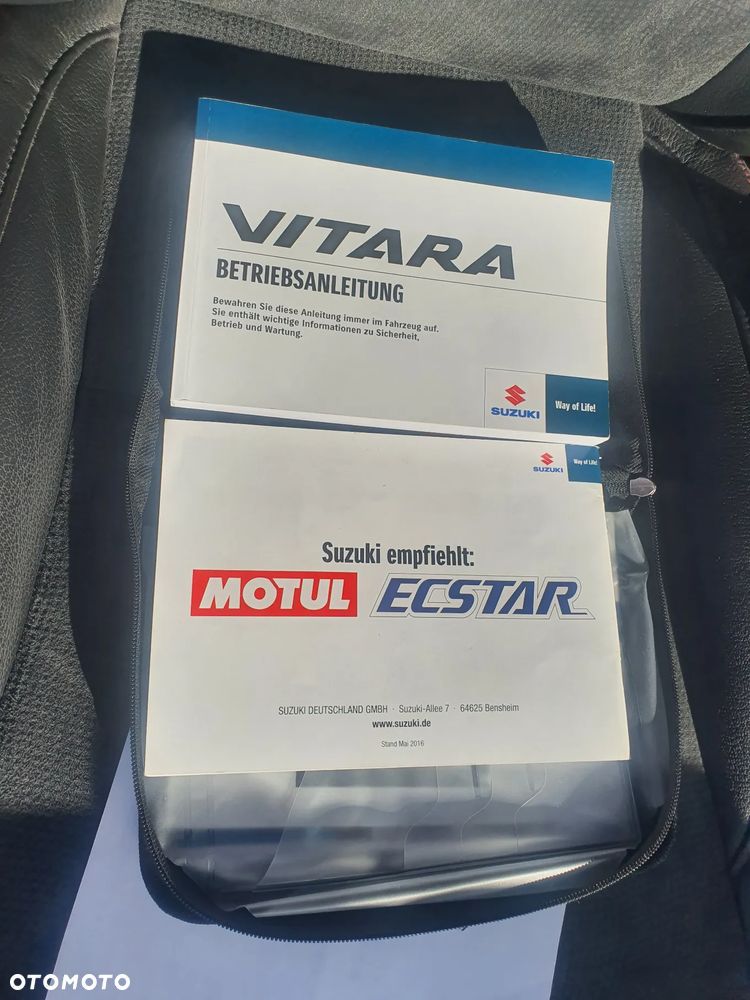 VITARA
BETRIEBSANLEITUNG
Bewahren Sie diese Anleitung immer im Fahrzeug auf.
Sie enthält wichtige Informationen zu Sicherheit,
Betrieb und Wartung.
SUZUKI
Way of Life!
SUZUKI
Way of Life!
Suzuki empfiehlt:
MOTUL ECSTAR
SUZUKI DEUTSCHLAND GMBH · Suzuki-Allee 7 · 64625 Bensheim
www.suzuki.de
Stand Mai 2016
OTOMOTO